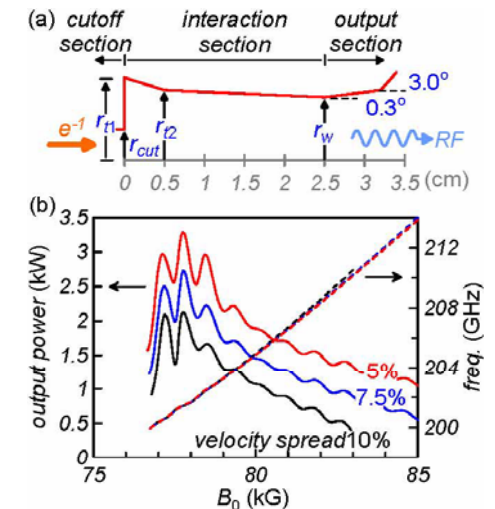 (a) cutoff section interaction section output section
r_t1 r_cut r_t2 r_w 3.0° 0.3°
e⁻¹ RF
0 0.5 1 1.5 2 2.5 3 3.5 (cm)
(b)
output power (kW)
3.5
3
2.5
2
1.5
1
0.5
0
freq. (GHz)
212
208
204
200
-5%
7.5%
velocity spread 10%
75 80 85
B₀ (kG)